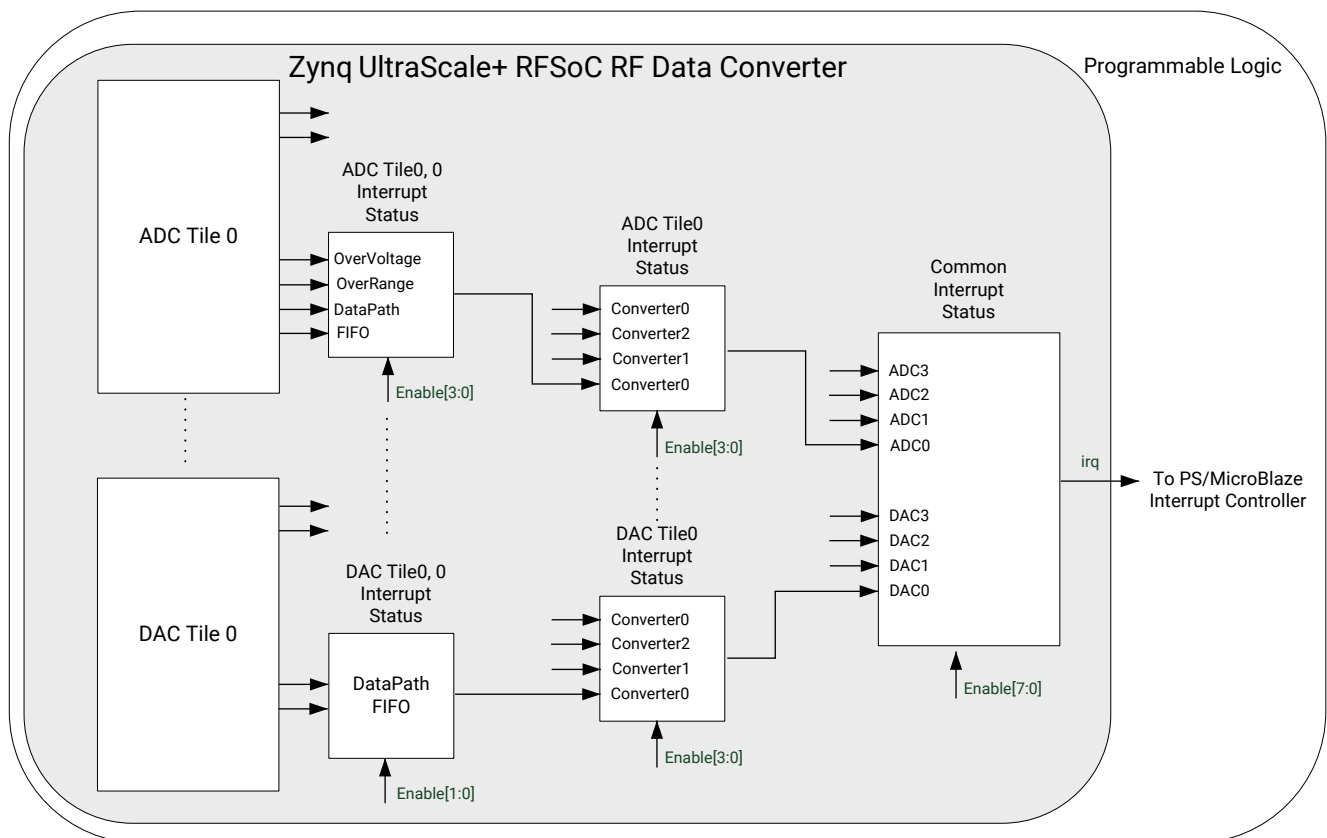 Zynq UltraScale+ RFSoC RF Data Converter
Programmable Logic
ADC Tile 0
ADC Tile0, 0
Interrupt
Status
OverVoltage
OverRange
DataPath
FIFO
Enable[3:0]
ADC Tile0
Interrupt
Status
Converter0
Converter2
Converter1
Converter0
Enable[3:0]
Common
Interrupt
Status
ADC3
ADC2
ADC1
ADC0
DAC3
DAC2
DAC1
DAC0
Enable[7:0]
irq
To PS/MicroBlaze
Interrupt Controller
DAC Tile 0
DAC Tile0, 0
Interrupt
Status
DataPath
FIFO
Enable[1:0]
DAC Tile0
Interrupt
Status
Converter0
Converter2
Converter1
Converter0
Enable[3:0]